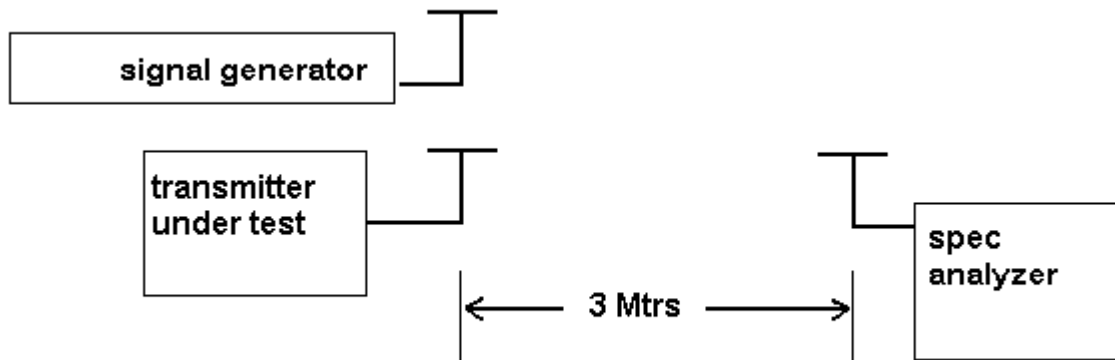 signal generator
transmitter
under test
spec
analyzer
3 Mtrs